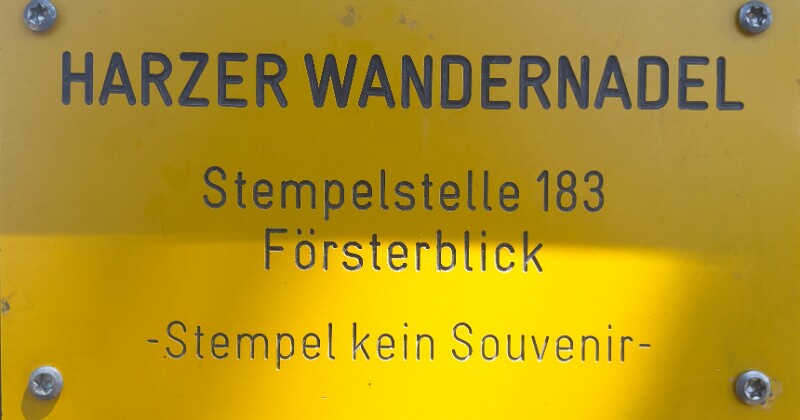 HARZER WANDERNADEL
Stempelstelle 183
Försterblick
-Stempel kein Souvenir-